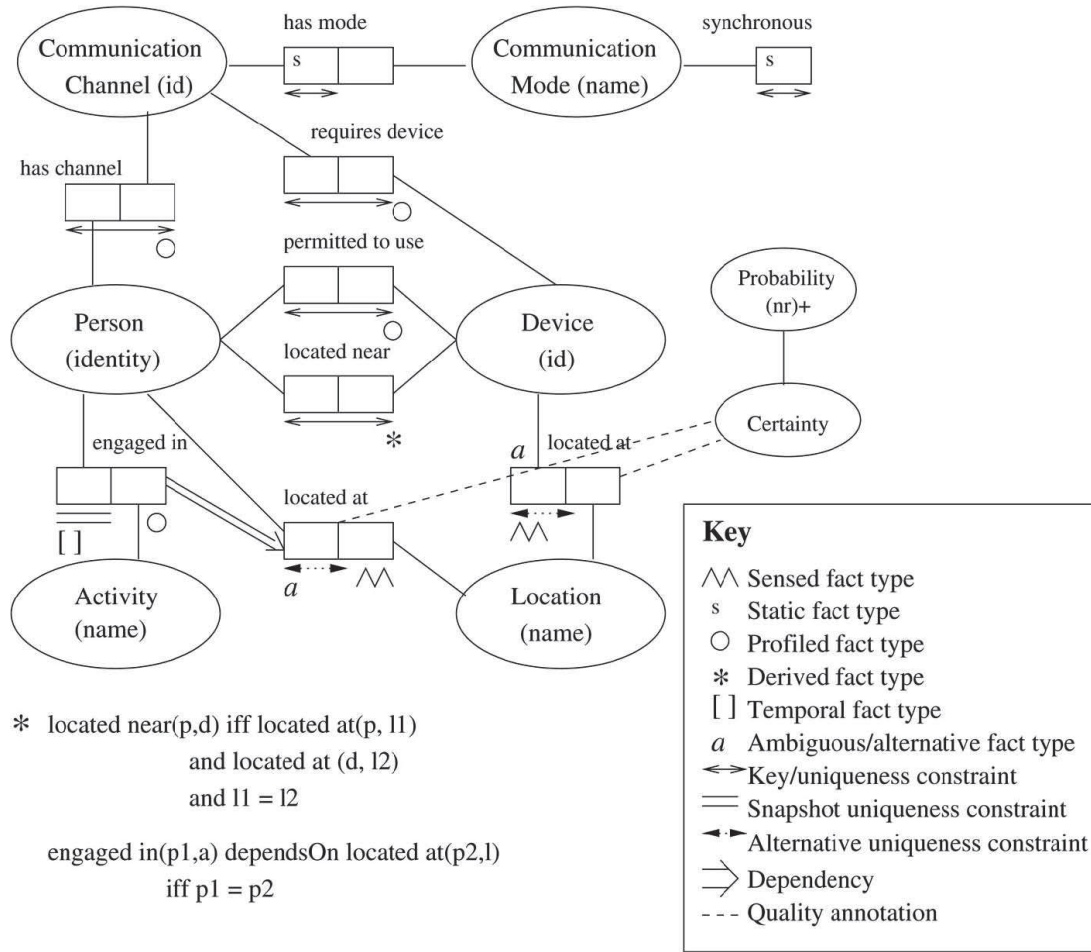 has mode
synchronous
Communication
Channel (id)
s
Communication
Mode (name)
s
requires device
has channel
permitted to use
Probability
(nr)+
Person
(identity)
Device
(id)
located near
Certainty
*
engaged in
a
located at
located at
[ ]
a
Activity
(name)
Location
(name)
Key
Sensed fact type
s Static fact type
Profiled fact type
* Derived fact type
[ ] Temporal fact type
a Ambiguous/alternative fact type
Key/uniqueness constraint
Snapshot uniqueness constraint
Alternative uniqueness constraint
Dependency
Quality annotation
* located near(p,d) iff located at(p, l1)
and located at (d, l2)
and l1 = l2
engaged in(p1,a) dependsOn located at(p2,l)
iff p1 = p2